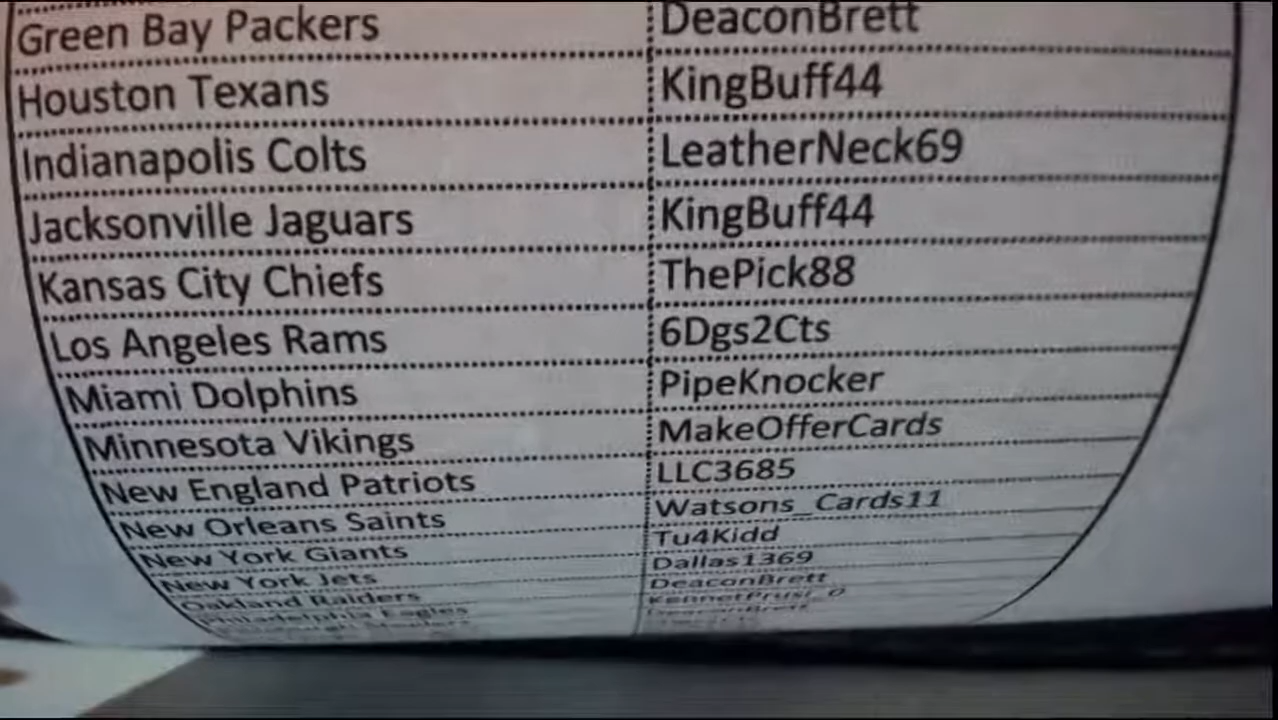 Green Bay Packers DeaconBrett
Houston Texans KingBuff44
Indianapolis Colts LeatherNeck69
Jacksonville Jaguars KingBuff44
Kansas City Chiefs ThePick88
Los Angeles Rams 6Dgs2Cts
Miami Dolphins PipeKnocker
Minnesota Vikings MakeOfferCards
New England Patriots LLC3685
New Orleans Saints Watsons_Cards11
New York Giants Tu4Kidd
New York Jets Dallas1369
Oakland Raiders DeaconBrett
Philadelphia Eagles